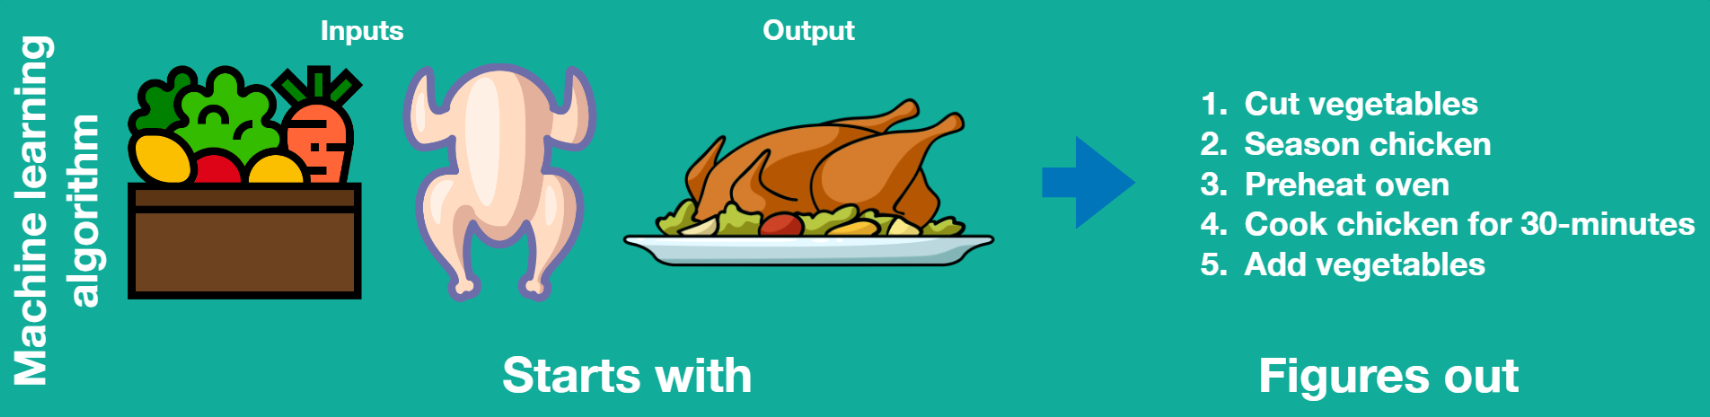 Machine learning
algorithm
Inputs
Output
1. Cut vegetables
2. Season chicken
3. Preheat oven
4. Cook chicken for 30-minutes
5. Add vegetables
Starts with
Figures out